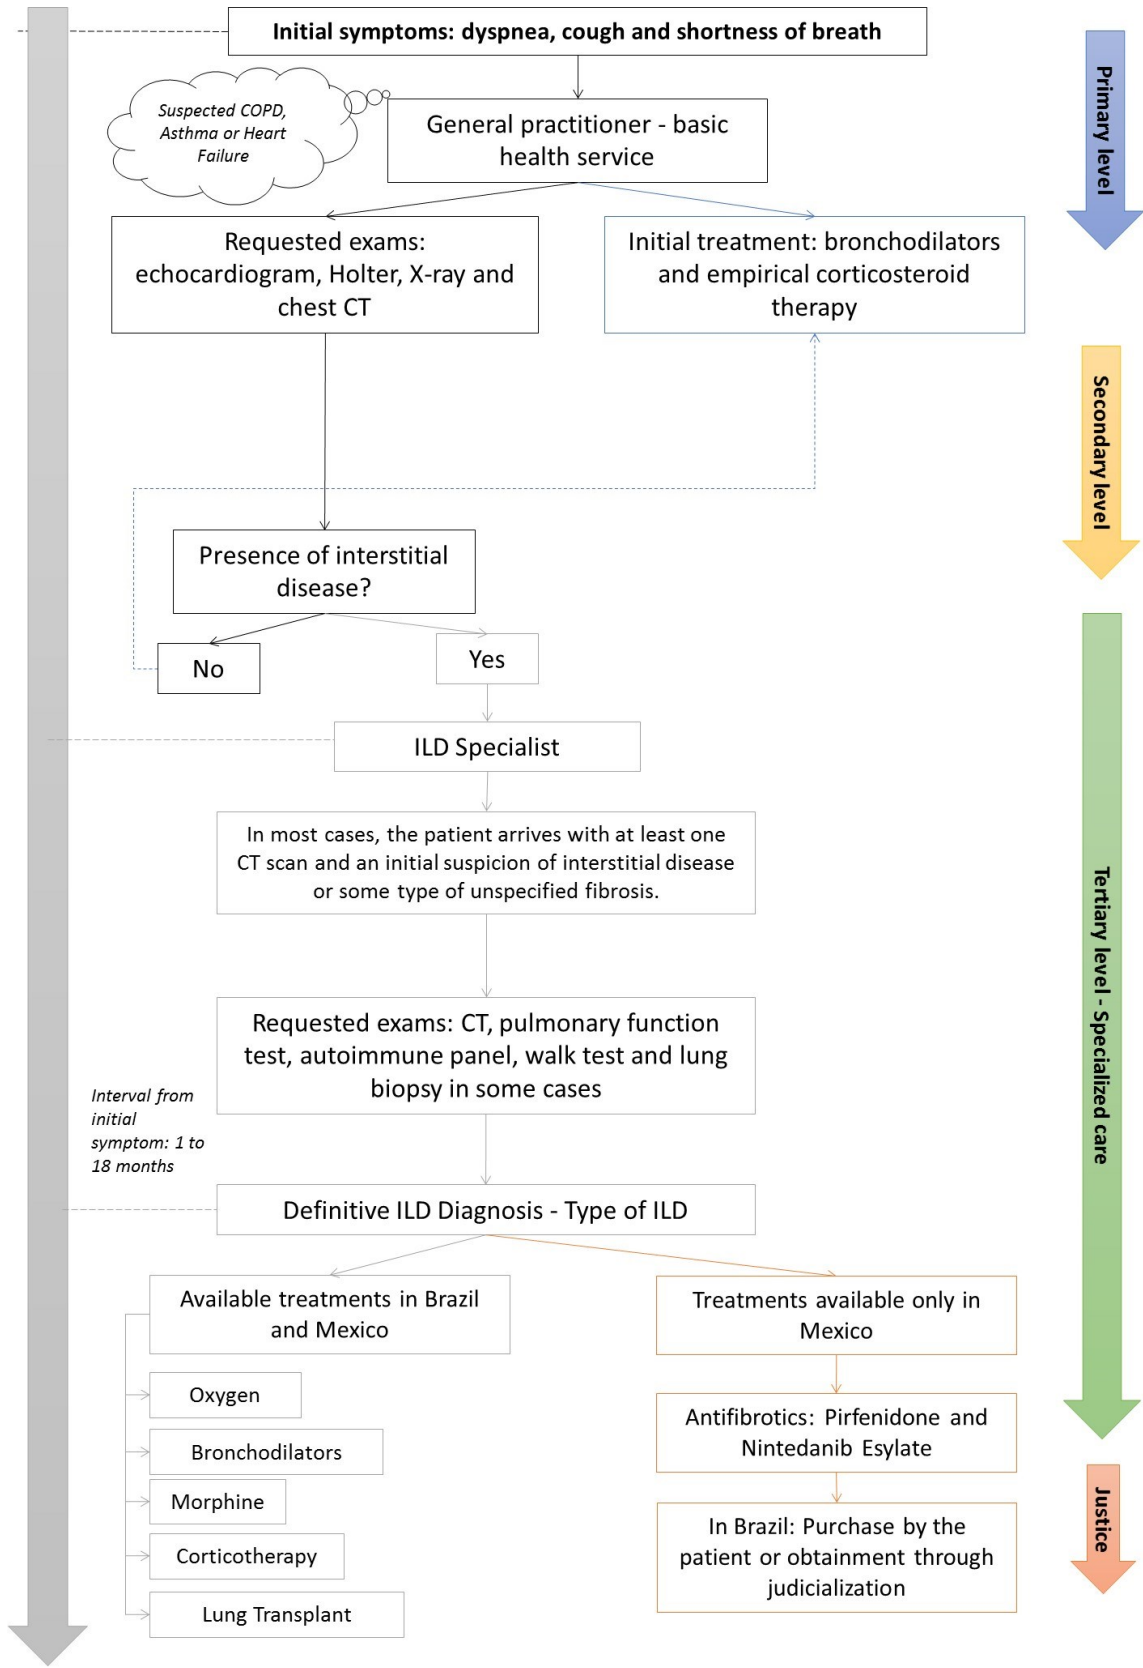 Initial symptoms: dyspnea, cough and shortness of breath
Suspected COPD,
Asthma or Heart
Failure
General practitioner - basic
health service
Primary level
Requested exams:
echocardiogram, Holter, X-ray and
chest CT
Initial treatment: bronchodilators
and empirical corticosteroid
therapy
Secondary level
Presence of interstitial
disease?
No
Yes
ILD Specialist
In most cases, the patient arrives with at least one
CT scan and an initial suspicion of interstitial disease
or some type of unspecified fibrosis.
Tertiary level - Specialized care
Requested exams: CT, pulmonary function
test, autoimmune panel, walk test and lung
biopsy in some cases
Interval from
initial
symptom: 1 to
18 months
Definitive ILD Diagnosis - Type of ILD
Available treatments in Brazil
and Mexico
Oxygen
Bronchodilators
Morphine
Corticotherapy
Lung Transplant
Treatments available only in
Mexico
Antifibrotics: Pirfenidone and
Nintedanib Esylate
In Brazil: Purchase by the
patient or obtainment through
judicialization
Justice